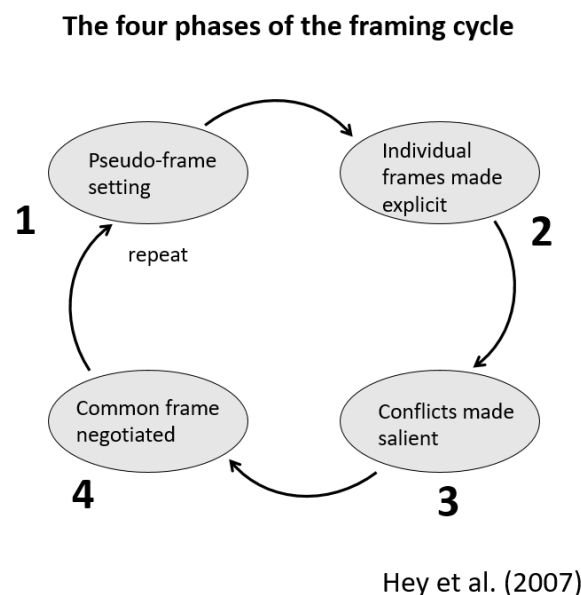 The four phases of the framing cycle
Pseudo-frame
setting
1
Individual
frames made
explicit
2
repeat
Conflicts made
salient
3
Common frame
negotiated
4
Hey et al. (2007)